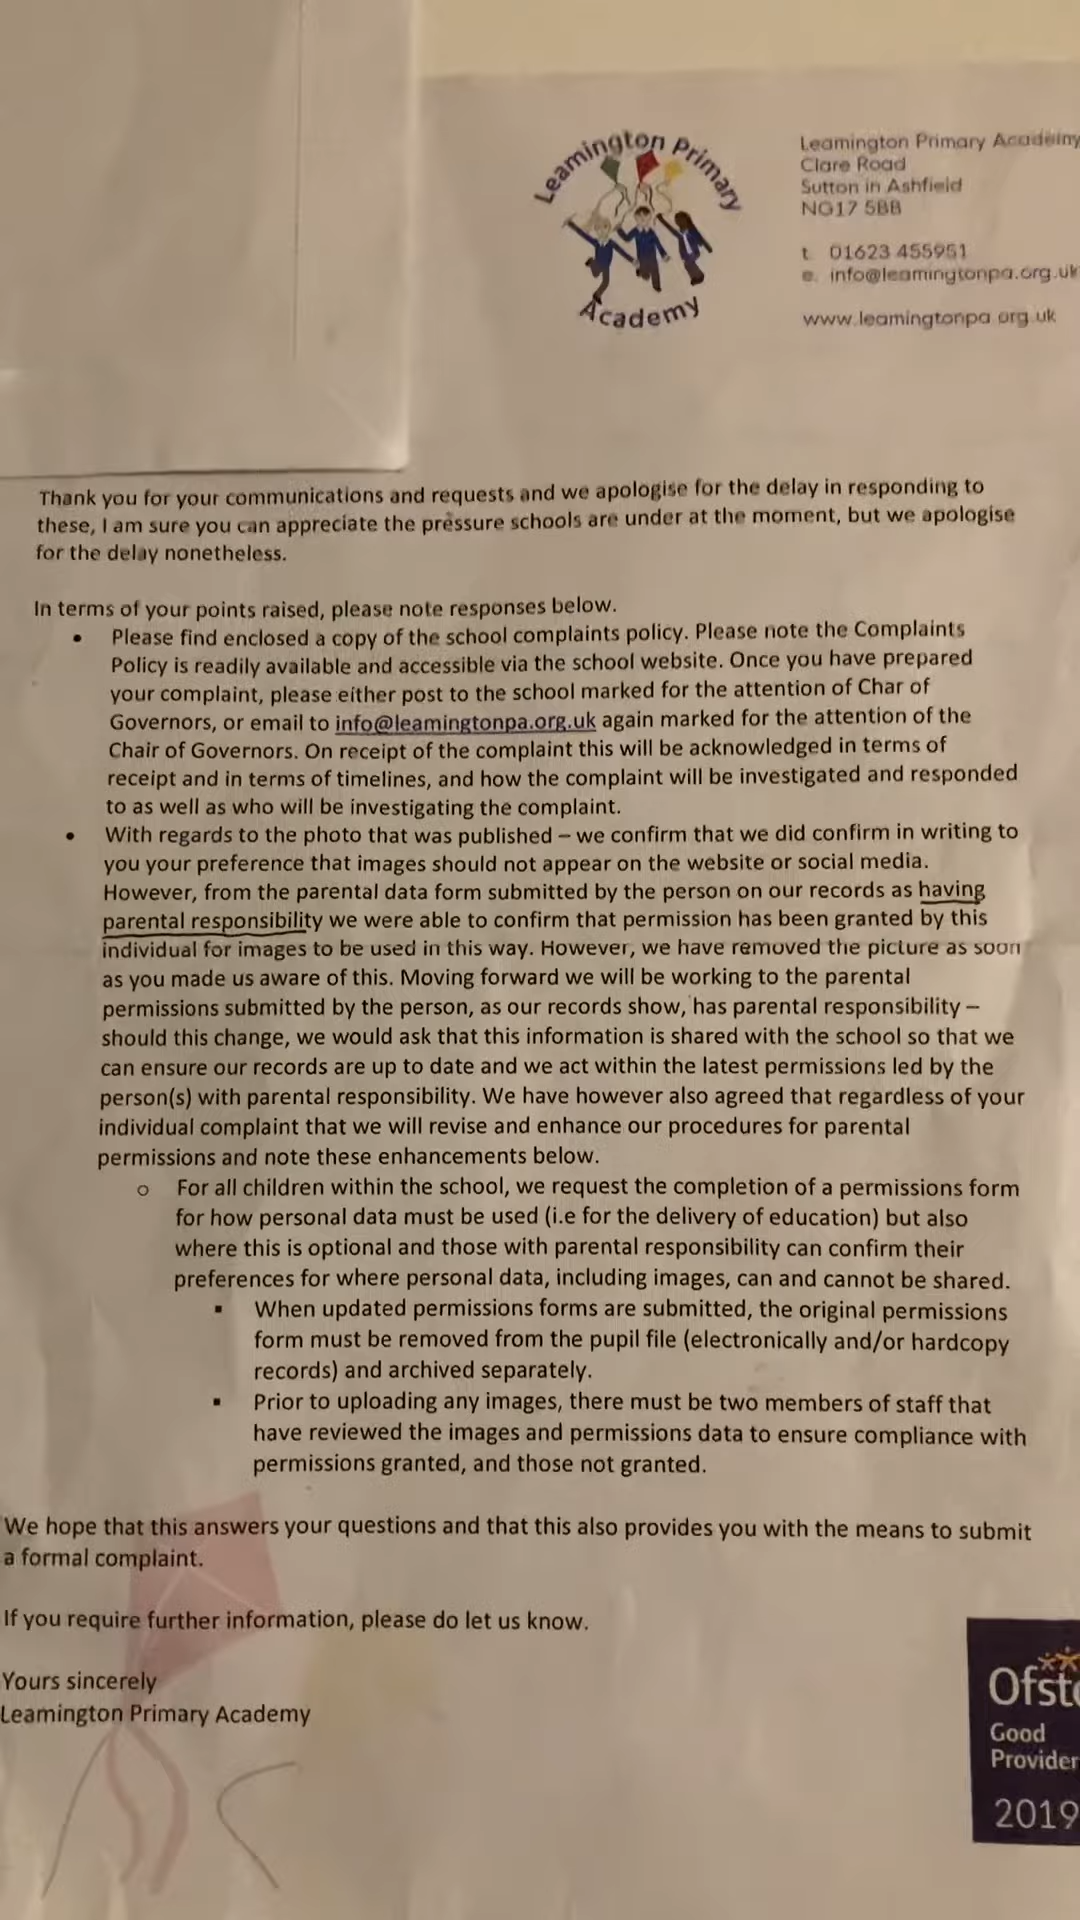 Leamington Primary
Academy
Leamington Primary Academy
Clare Road
Sutton in Ashfield
NG17 5BB
t. 01623 455951
e. info@leamingtonpa.org.uk
www.leamingtonpa.org.uk
Thank you for your communications and requests and we apologise for the delay in responding to
these, I am sure you can appreciate the pressure schools are under at the moment, but we apologise
for the delay nonetheless.
In terms of your points raised, please note responses below.
• Please find enclosed a copy of the school complaints policy. Please note the Complaints
Policy is readily available and accessible via the school website. Once you have prepared
your complaint, please either post to the school marked for the attention of Char of
Governors, or email to info@leamingtonpa.org.uk again marked for the attention of the
Chair of Governors. On receipt of the complaint this will be acknowledged in terms of
receipt and in terms of timelines, and how the complaint will be investigated and responded
to as well as who will be investigating the complaint.
• With regards to the photo that was published – we confirm that we did confirm in writing to
you your preference that images should not appear on the website or social media.
However, from the parental data form submitted by the person on our records as having
parental responsibility we were able to confirm that permission has been granted by this
individual for images to be used in this way. However, we have removed the picture as soon
as you made us aware of this. Moving forward we will be working to the parental
permissions submitted by the person, as our records show, has parental responsibility –
should this change, we would ask that this information is shared with the school so that we
can ensure our records are up to date and we act within the latest permissions led by the
person(s) with parental responsibility. We have however also agreed that regardless of your
individual complaint that we will revise and enhance our procedures for parental
permissions and note these enhancements below.
o For all children within the school, we request the completion of a permissions form
for how personal data must be used (i.e for the delivery of education) but also
where this is optional and those with parental responsibility can confirm their
preferences for where personal data, including images, can and cannot be shared.
▪ When updated permissions forms are submitted, the original permissions
form must be removed from the pupil file (electronically and/or hardcopy
records) and archived separately.
▪ Prior to uploading any images, there must be two members of staff that
have reviewed the images and permissions data to ensure compliance with
permissions granted, and those not granted.
We hope that this answers your questions and that this also provides you with the means to submit
a formal complaint.
If you require further information, please do let us know.
Yours sincerely
Leamington Primary Academy
Ofst
Good
Provider
2019